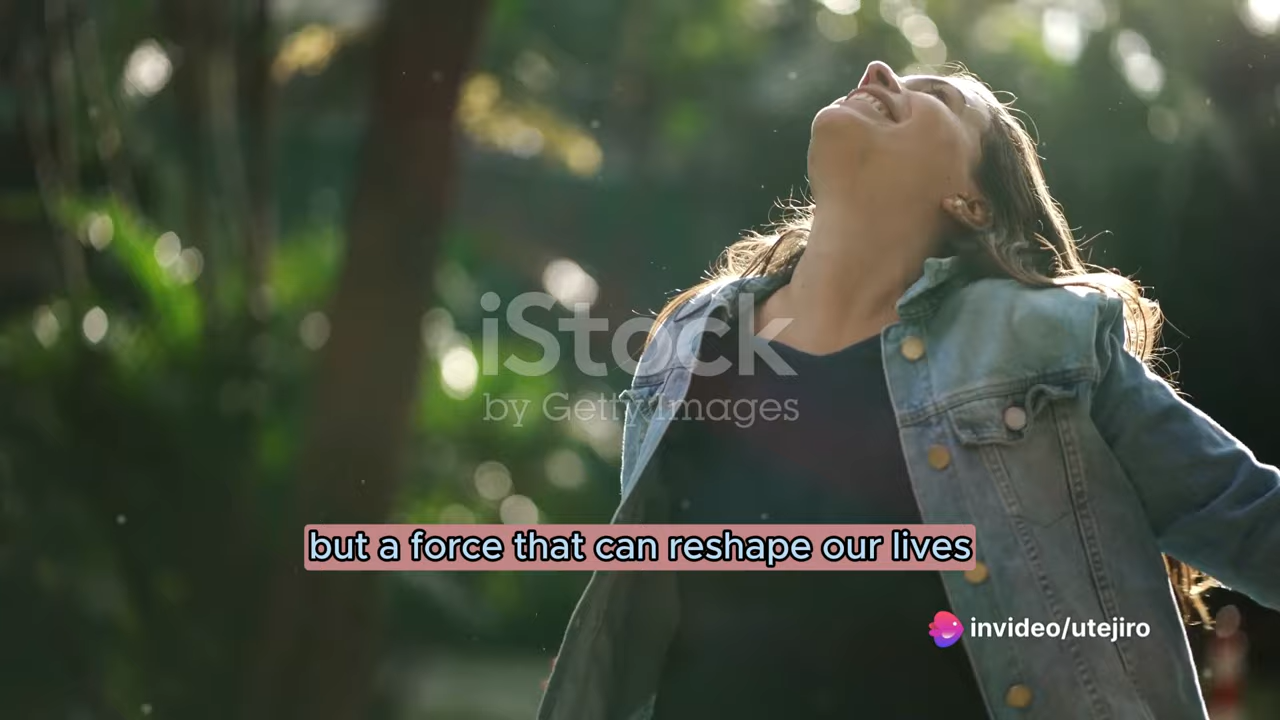 iStock
by Getty Images
but a force that can reshape our lives
invideo/utejiro